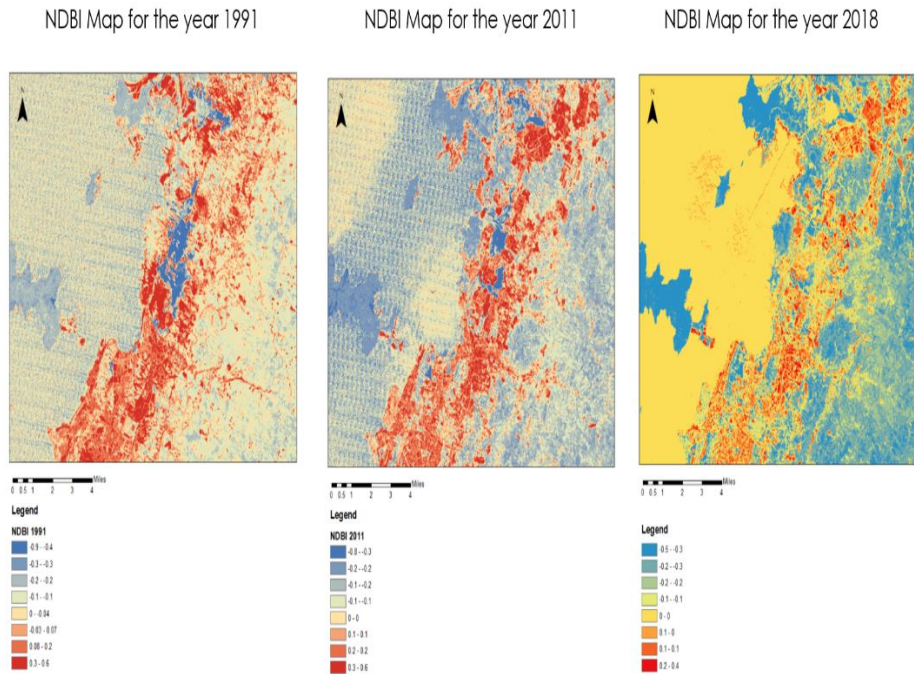 NDBI Map for the year 1991
NDBI Map for the year 2011
NDBI Map for the year 2018
N
N
N
0 0.5 1 2 3 4 Miles
Legend
NDBI 1991
-0.9 - -0.4
-0.3 - -0.3
-0.2 - -0.2
-0.1 - -0.1
0 - -0.04
-0.03 - 0.07
0.08 - 0.2
0.3 - 0.6
0 0.5 1 2 3 4 Miles
Legend
NDBI 2011
-0.8 - -0.3
-0.2 - -0.2
-0.1 - -0.2
-0.1 - -0.1
0 - 0
0.1 - 0.1
0.2 - 0.2
0.3 - 0.6
0 0.5 1 2 3 4 Miles
Legend
-0.5 - -0.3
-0.2 - -0.3
-0.2 - -0.2
-0.1 - -0.1
0 - 0
0.1 - 0
0.1 - 0.1
0.2 - 0.4